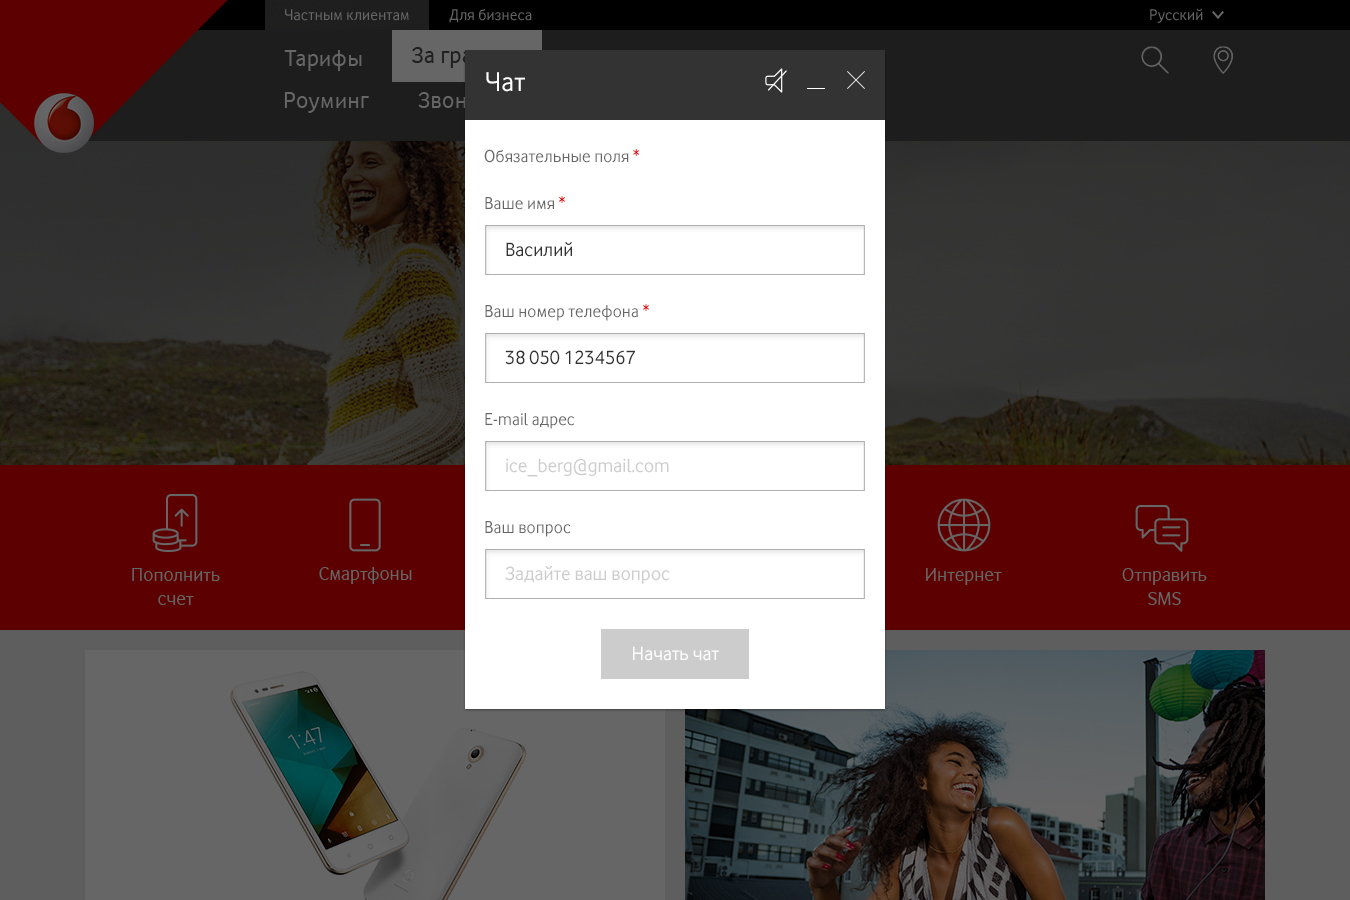 Частным клиентам
Для бизнеса
Русский
Тарифы
За гра
Роуминг
Звон
Чат
Обязательные поля *
Ваше имя *
Василий
Ваш номер телефона *
38 050 1234567
E-mail адрес
ice_berg@gmail.com
Ваш вопрос
Задайте ваш вопрос
Начать чат
Пополнить
счет
Смартфоны
Интернет
Отправить
SMS
1:47